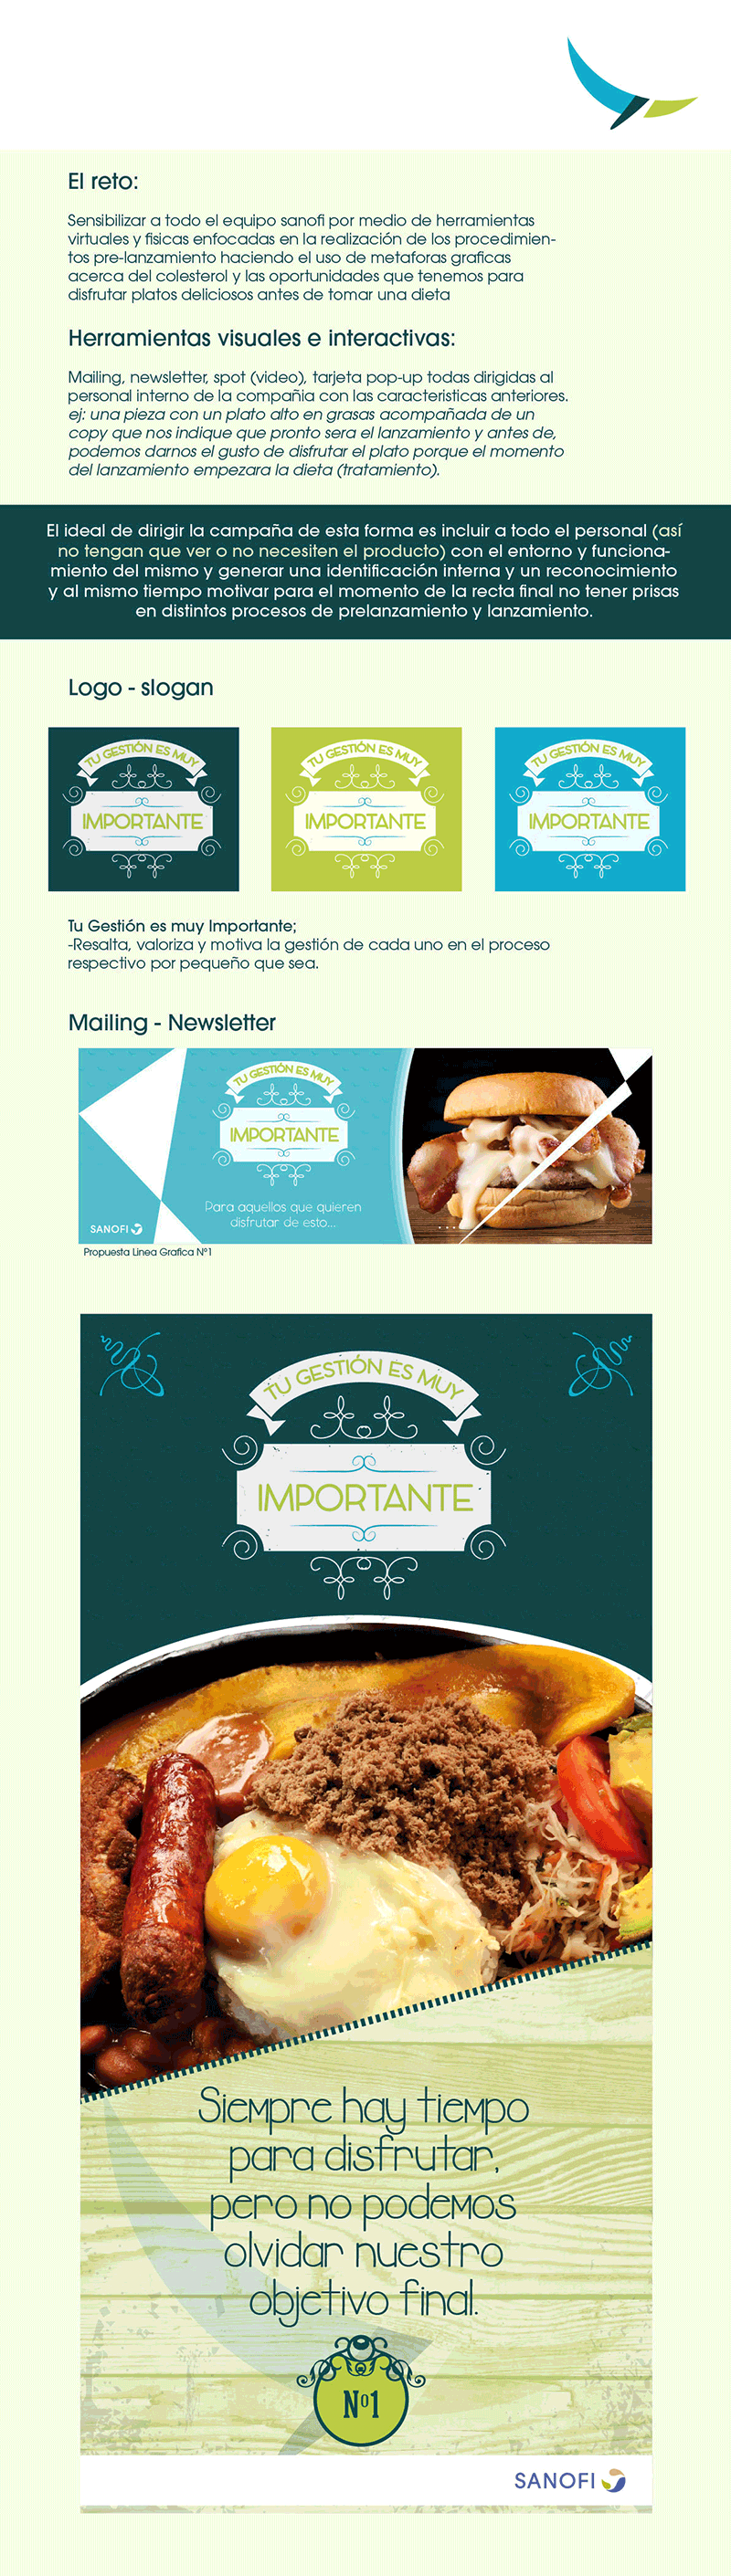 El reto:
Sensibilizar a todo el equipo sanofi por medio de herramientas
virtuales y fisicas enfocadas en la realización de los procedimien-
tos pre-lanzamiento haciendo el uso de metaforas graficas
acerca del colesterol y las oportunidades que tenemos para
disfrutar platos deliciosos antes de tomar una dieta
Herramientas visuales e interactivas:
Mailing, newsletter, spot (video), tarjeta pop-up todas dirigidas al
personal interno de la compañia con las caracteristicas anteriores.
ej: una pieza con un plato alto en grasas acompañada de un
copy que nos indique que pronto sera el lanzamiento y antes de,
podemos darnos el gusto de disfrutar el plato porque el momento
del lanzamiento empezara la dieta (tratamiento).
El ideal de dirigir la campaña de esta forma es incluir a todo el personal (así
no tengan que ver o no necesiten el producto) con el entorno y funciona-
miento del mismo y generar una identificación interna y un reconocimiento
y al mismo tiempo motivar para el momento de la recta final no tener prisas
en distintos procesos de prelanzamiento y lanzamiento.
Logo - slogan
TU GESTIÓN ES MUY
IMPORTANTE
TU GESTIÓN ES MUY
IMPORTANTE
TU GESTIÓN ES MUY
IMPORTANTE
Tu Gestión es muy Importante;
-Resalta, valoriza y motiva la gestión de cada uno en el proceso
respectivo por pequeño que sea.
Mailing - Newsletter
TU GESTIÓN ES MUY
IMPORTANTE
Para aquellos que quieren
disfrutar de esto...
SANOFI
Propuesta Linea Grafica Nº1
TU GESTIÓN ES MUY
IMPORTANTE
Siempre hay tiempo
para disfrutar,
pero no podemos
olvidar nuestro
objetivo final.
Nº1
SANOFI